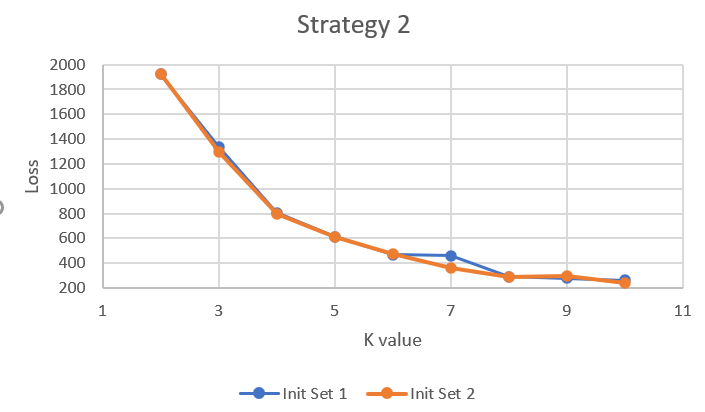 Strategy 2
2000
1800
1600
1400
1200
1000
800
600
400
200
Loss
1 3 5 7 9 11
K value
Init Set 1 Init Set 2